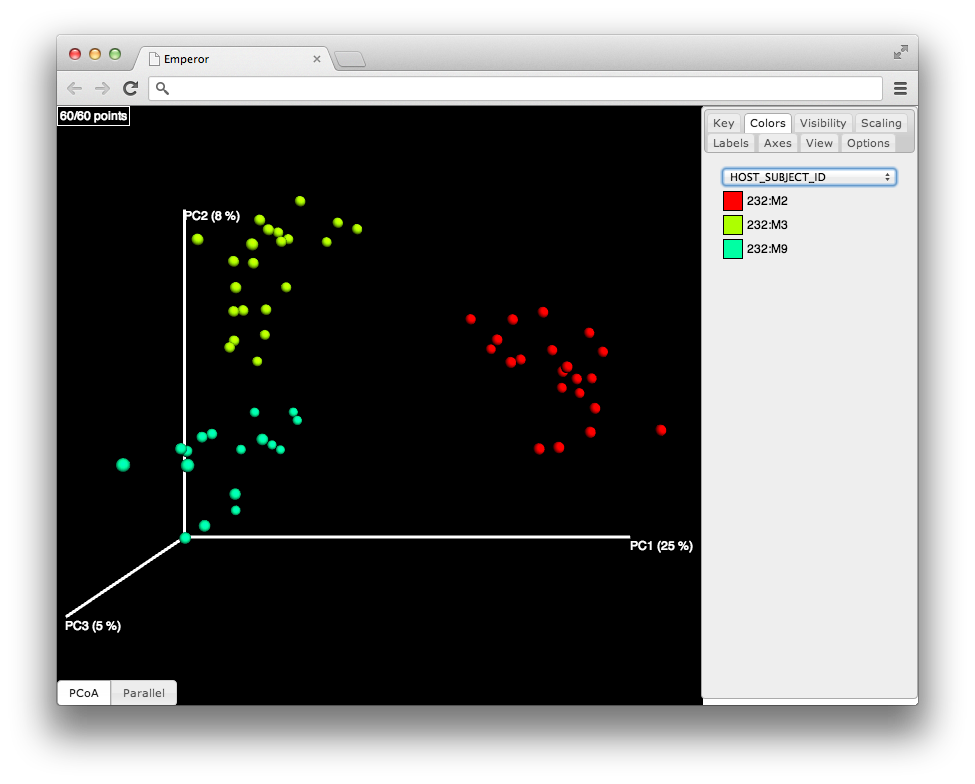 Emperor
60/60 points
Key Colors Visibility Scaling
Labels Axes View Options
HOST_SUBJECT_ID
232:M2
232:M3
232:M9
PC2 (8 %)
PC1 (25 %)
PC3 (5 %)
PCoA Parallel